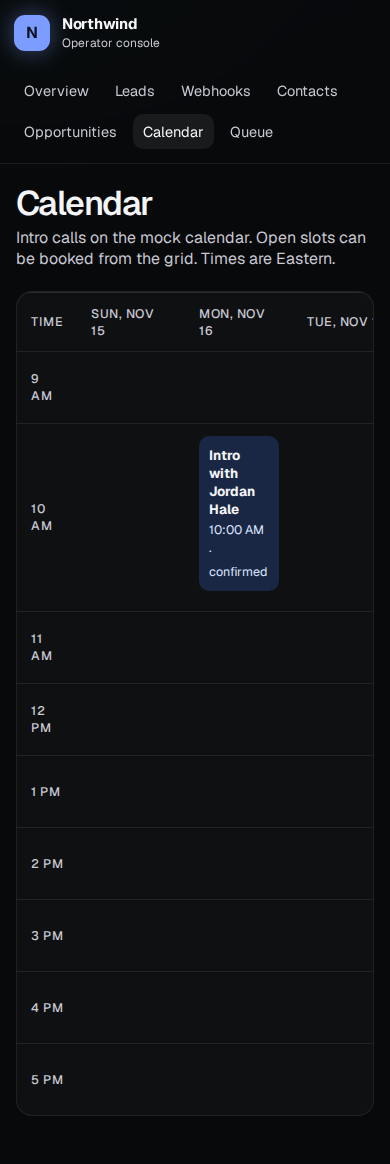 N
Northwind
Operator console
Overview Leads Webhooks Contacts
Opportunities Calendar Queue
Calendar
Intro calls on the mock calendar. Open slots can
be booked from the grid. Times are Eastern.
TIME
SUN, NOV
15
MON, NOV
16
TUE, NOV
9
AM
10
AM
Intro
with
Jordan
Hale
10:00 AM
·
confirmed
11
AM
12
PM
1 PM
2 PM
3 PM
4 PM
5 PM